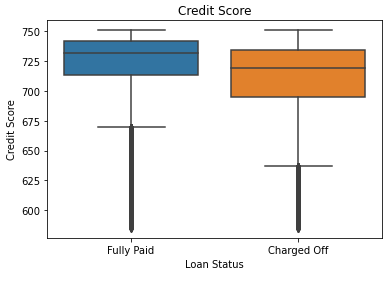 Credit Score
750
725
700
675
650
625
600
Credit Score
Fully Paid
Charged Off
Loan Status